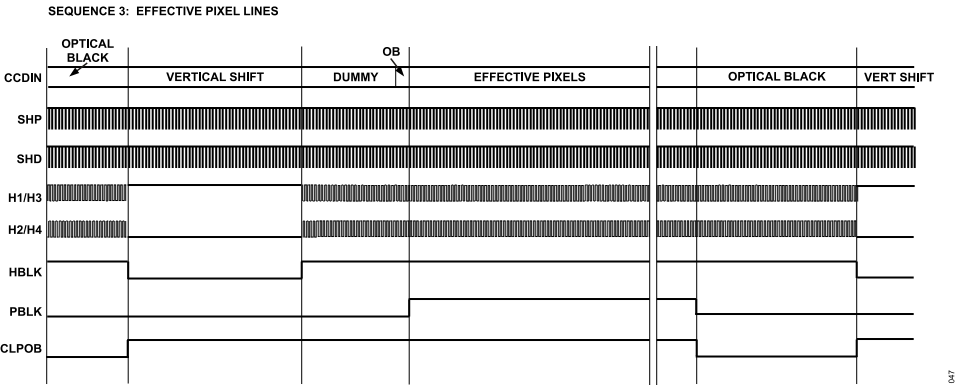 SEQUENCE 3: EFFECTIVE PIXEL LINES
OPTICAL
BLACK
OB
CCDIN
VERTICAL SHIFT
DUMMY
EFFECTIVE PIXELS
OPTICAL BLACK
VERT SHIFT
SHP
SHD
H1/H3
H2/H4
HBLK
PBLK
CLPOB
047